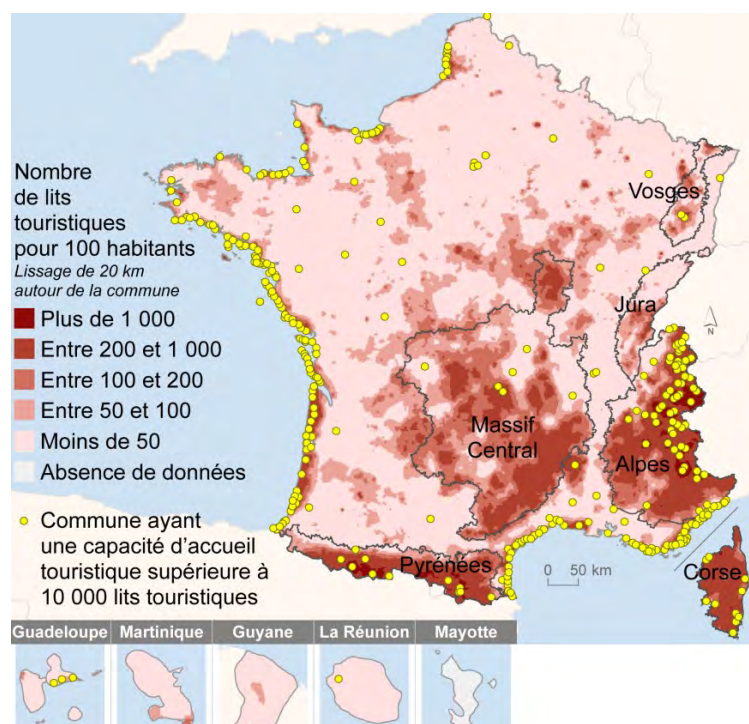 Nombre
de lits
touristiques
pour 100 habitants
Lissage de 20 km
autour de la commune
Plus de 1 000
Entre 200 et 1 000
Entre 100 et 200
Entre 50 et 100
Moins de 50
Absence de données
Commune ayant
une capacité d'accueil
touristique supérieure à
10 000 lits touristiques
Vosges
Jura
N
Massif
Central
Alpes
Pyrénées
Corse
0 50 km
Guadeloupe Martinique Guyane La Réunion Mayotte